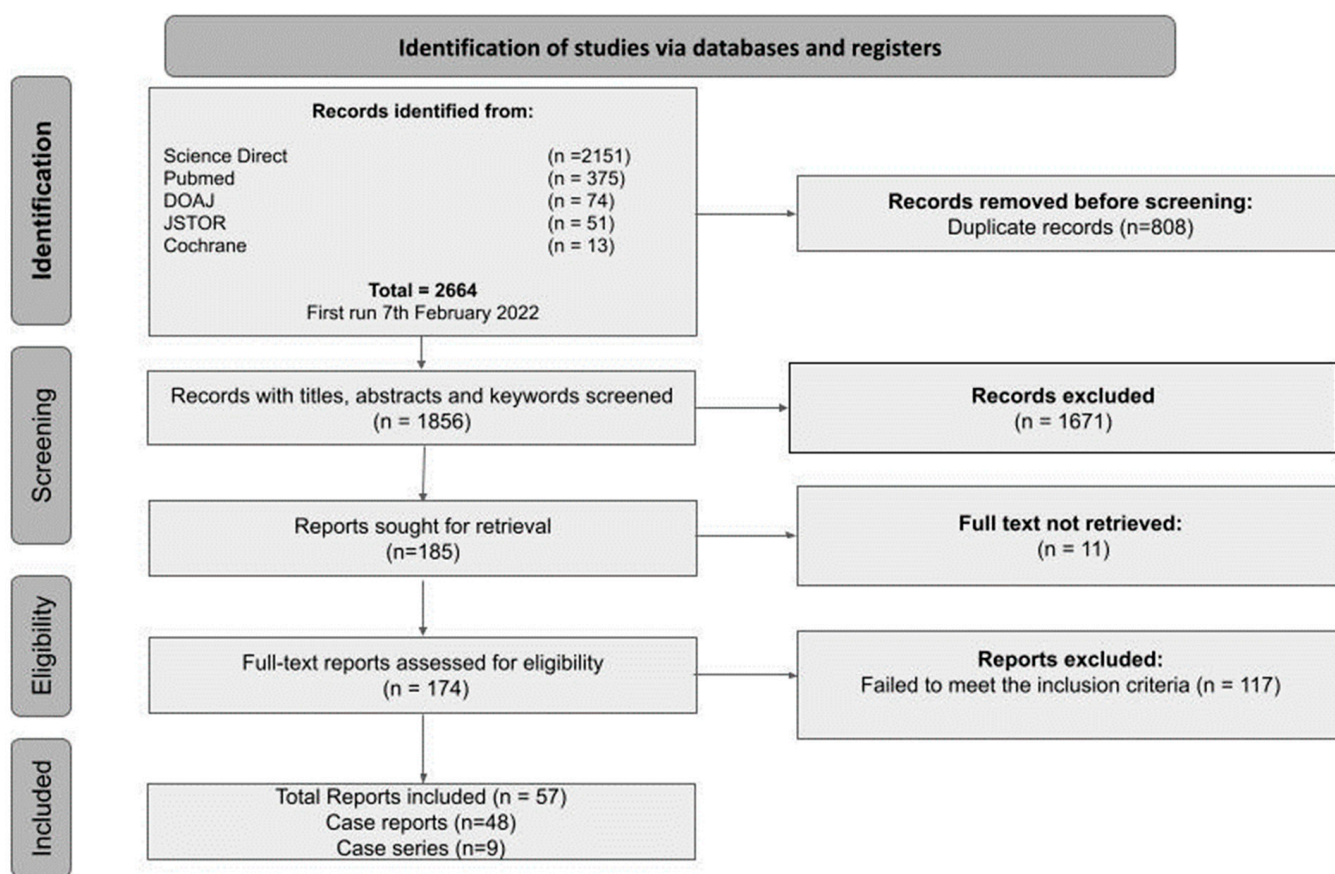 Identification of studies via databases and registers
Identification
Records identified from:
Science Direct (n =2151)
Pubmed (n = 375)
DOAJ (n = 74)
JSTOR (n = 51)
Cochrane (n = 13)
Total = 2664
First run 7th February 2022
Records removed before screening:
Duplicate records (n=808)
Screening
Records with titles, abstracts and keywords screened
(n = 1856)
Records excluded
(n = 1671)
Reports sought for retrieval
(n=185)
Full text not retrieved:
(n = 11)
Eligibility
Full-text reports assessed for eligibility
(n = 174)
Reports excluded:
Failed to meet the inclusion criteria (n = 117)
Included
Total Reports included (n = 57)
Case reports (n=48)
Case series (n=9)